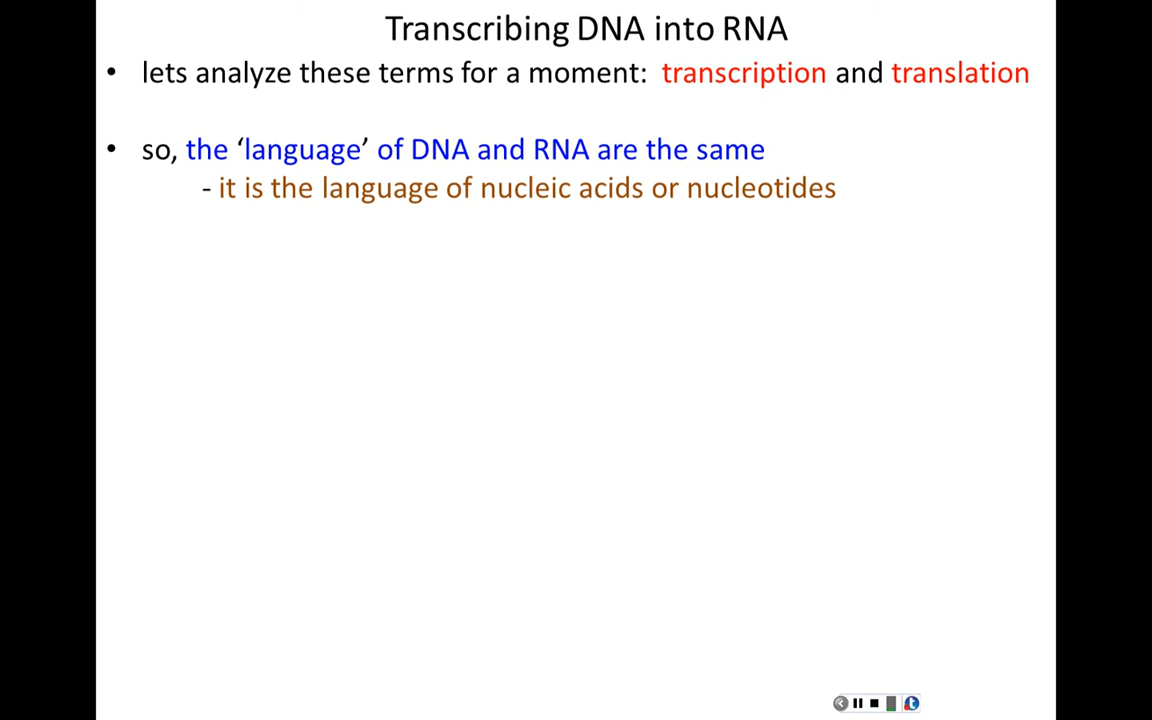 Transcribing DNA into RNA
• lets analyze these terms for a moment: transcription and translation
• so, the ‘language’ of DNA and RNA are the same
- it is the language of nucleic acids or nucleotides